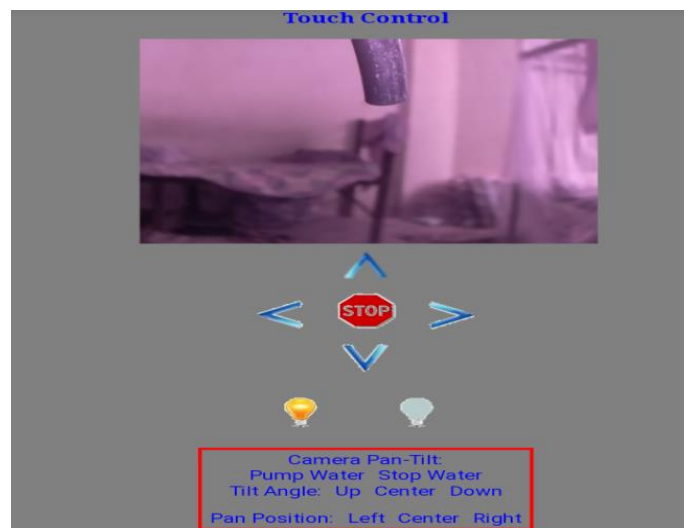 Touch Control
STOP
Camera Pan-Tilt:
Pump Water Stop Water
Tilt Angle: Up Center Down
Pan Position: Left Center Right